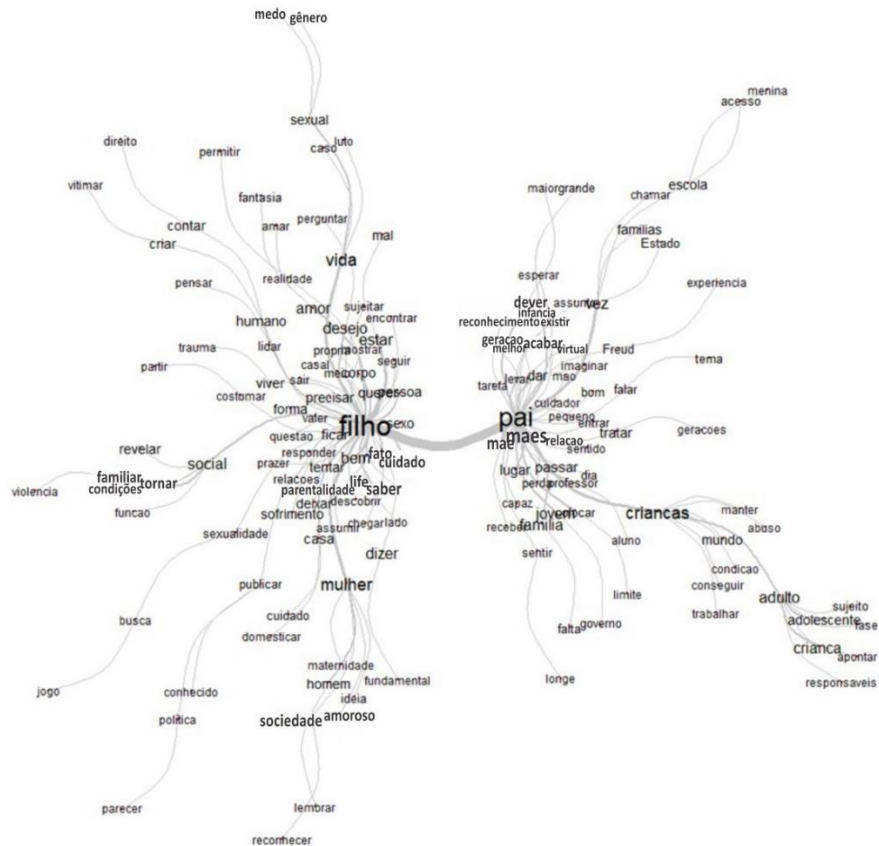 medo gênero
menina
acesso
sexual
luto
caso
direito
permitir
escola
vitimar
maiorgrande
chamar
fantasia
contar
amar
perguntar
mal
familias
criar
Estado
vida
esperar
pensar
realidade
experiencia
amor
sujeitar
encontrar
dever
assumir
vez
infancia
humano
desejo
estar
reconhecimento
existir
trauma
lidar
propria
mostrar
geracao
acabar
melhor
virtual
Freud
partir
casal
seguir
imaginar
tema
viver
sair
corpo
tarefa
levar
dar
mao
costumar
precisar
querer
pessoa
bom
falar
forma
cuidador
valer
filho
sexo
pai
pequeno
entrar
questao
ficar
maes
mae
relacao
tratar
geracoes
revelar
responder
bem
fato
sentido
social
prazer
tentar
cuidado
lugar
passar
dia
familiar
relacoes
life
perda
professor
violencia
condições
tornar
parentalidade
saber
capaz
funcao
deixar
descobrir
jovem
colocar
criancas
manter
sofrimento
assumir
chegar
lado
receber
familia
abuso
sexualidade
casa
aluno
mundo
dizer
sentir
condicao
publicar
mulher
conseguir
limite
adulto
sujeito
busca
cuidado
trabalhar
adolescente
fase
domesticar
falta
governo
crianca
apontar
maternidade
longe
responsaveis
jogo
conhecido
homem
fundamental
ideia
politica
sociedade
amoroso
parecer
lembrar
reconhecer